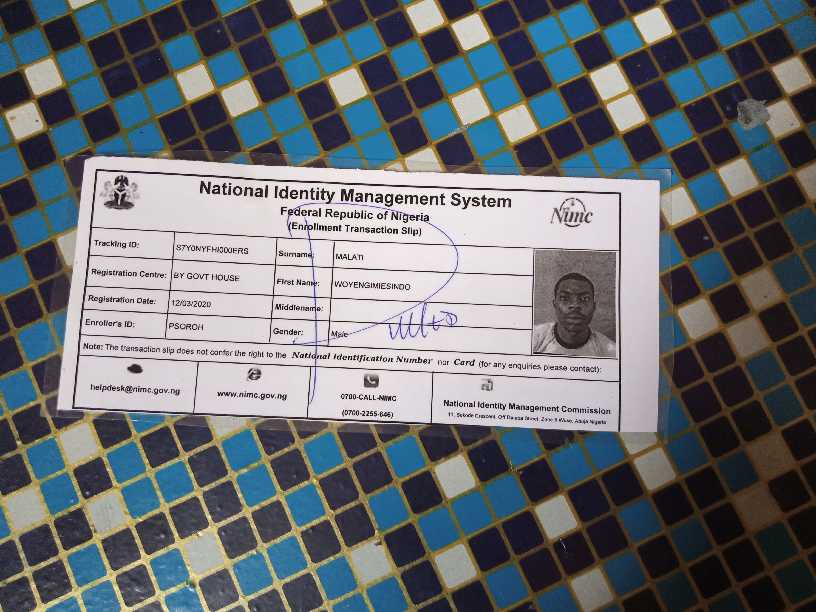 National Identity Management System
Federal Republic of Nigeria
(Enrollment Transaction Slip)
Nimc
Tracking ID: S7Y0NYFHI000ERS
Surname: MALATI
Registration Centre: BY GOVT HOUSE
First Name: WOYENGIMIESINDO
Registration Date: 12/03/2020
Middlename:
Enroller's ID: PSOROH
Gender: Male
Note: The transaction slip does not confer the right to the National Identification Number nor Card (for any enquiries please contact):
helpdesk@nimc.gov.ng
www.nimc.gov.ng
0700-CALL-NIMC
(0700-2255-646)
National Identity Management Commission
11, Sokode Crescent, Off Dalaba Street, Zone 5 Wuse, Abuja Nigeria